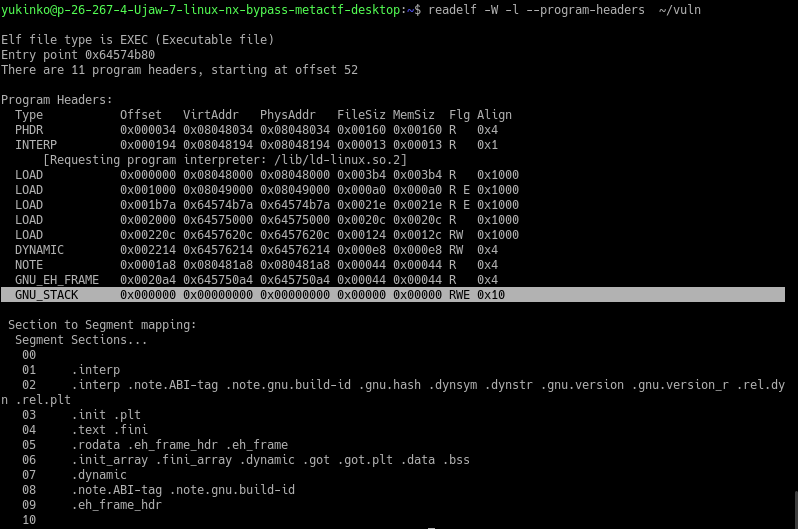 yukinko@p-26-267-4-Ujaw-7-linux-nx-bypass-metactf-desktop:~$ readelf -W -l --program-headers  ~/vuln

Elf file type is EXEC (Executable file)
Entry point 0x64574b80
There are 11 program headers, starting at offset 52

Program Headers:
  Type           Offset   VirtAddr   PhysAddr   FileSiz MemSiz  Flg Align
  PHDR           0x000034 0x08048034 0x08048034 0x00160 0x00160 R   0x4
  INTERP         0x000194 0x08048194 0x08048194 0x00013 0x00013 R   0x1
      [Requesting program interpreter: /lib/ld-linux.so.2]
  LOAD           0x000000 0x08048000 0x08048000 0x003b4 0x003b4 R   0x1000
  LOAD           0x001000 0x08049000 0x08049000 0x000a0 0x000a0 R E 0x1000
  LOAD           0x001b7a 0x64574b7a 0x64574b7a 0x0021e 0x0021e R E 0x1000
  LOAD           0x002000 0x64575000 0x64575000 0x0020c 0x0020c R   0x1000
  LOAD           0x00220c 0x6457620c 0x6457620c 0x00124 0x0012c RW  0x1000
  DYNAMIC        0x002214 0x64576214 0x64576214 0x000e8 0x000e8 RW  0x4
  NOTE           0x0001a8 0x080481a8 0x080481a8 0x00044 0x00044 R   0x4
  GNU_EH_FRAME   0x0020a4 0x645750a4 0x645750a4 0x00044 0x00044 R   0x4
  GNU_STACK      0x000000 0x00000000 0x00000000 0x00000 0x00000 RWE 0x10

 Section to Segment mapping:
  Segment Sections...
   00
   01     .interp
   02     .interp .note.ABI-tag .note.gnu.build-id .gnu.hash .dynsym .dynstr .gnu.version .gnu.version_r .rel.dy
n .rel.plt
   03     .init .plt
   04     .text .fini
   05     .rodata .eh_frame_hdr .eh_frame
   06     .init_array .fini_array .dynamic .got .got.plt .data .bss
   07     .dynamic
   08     .note.ABI-tag .note.gnu.build-id
   09     .eh_frame_hdr
   10